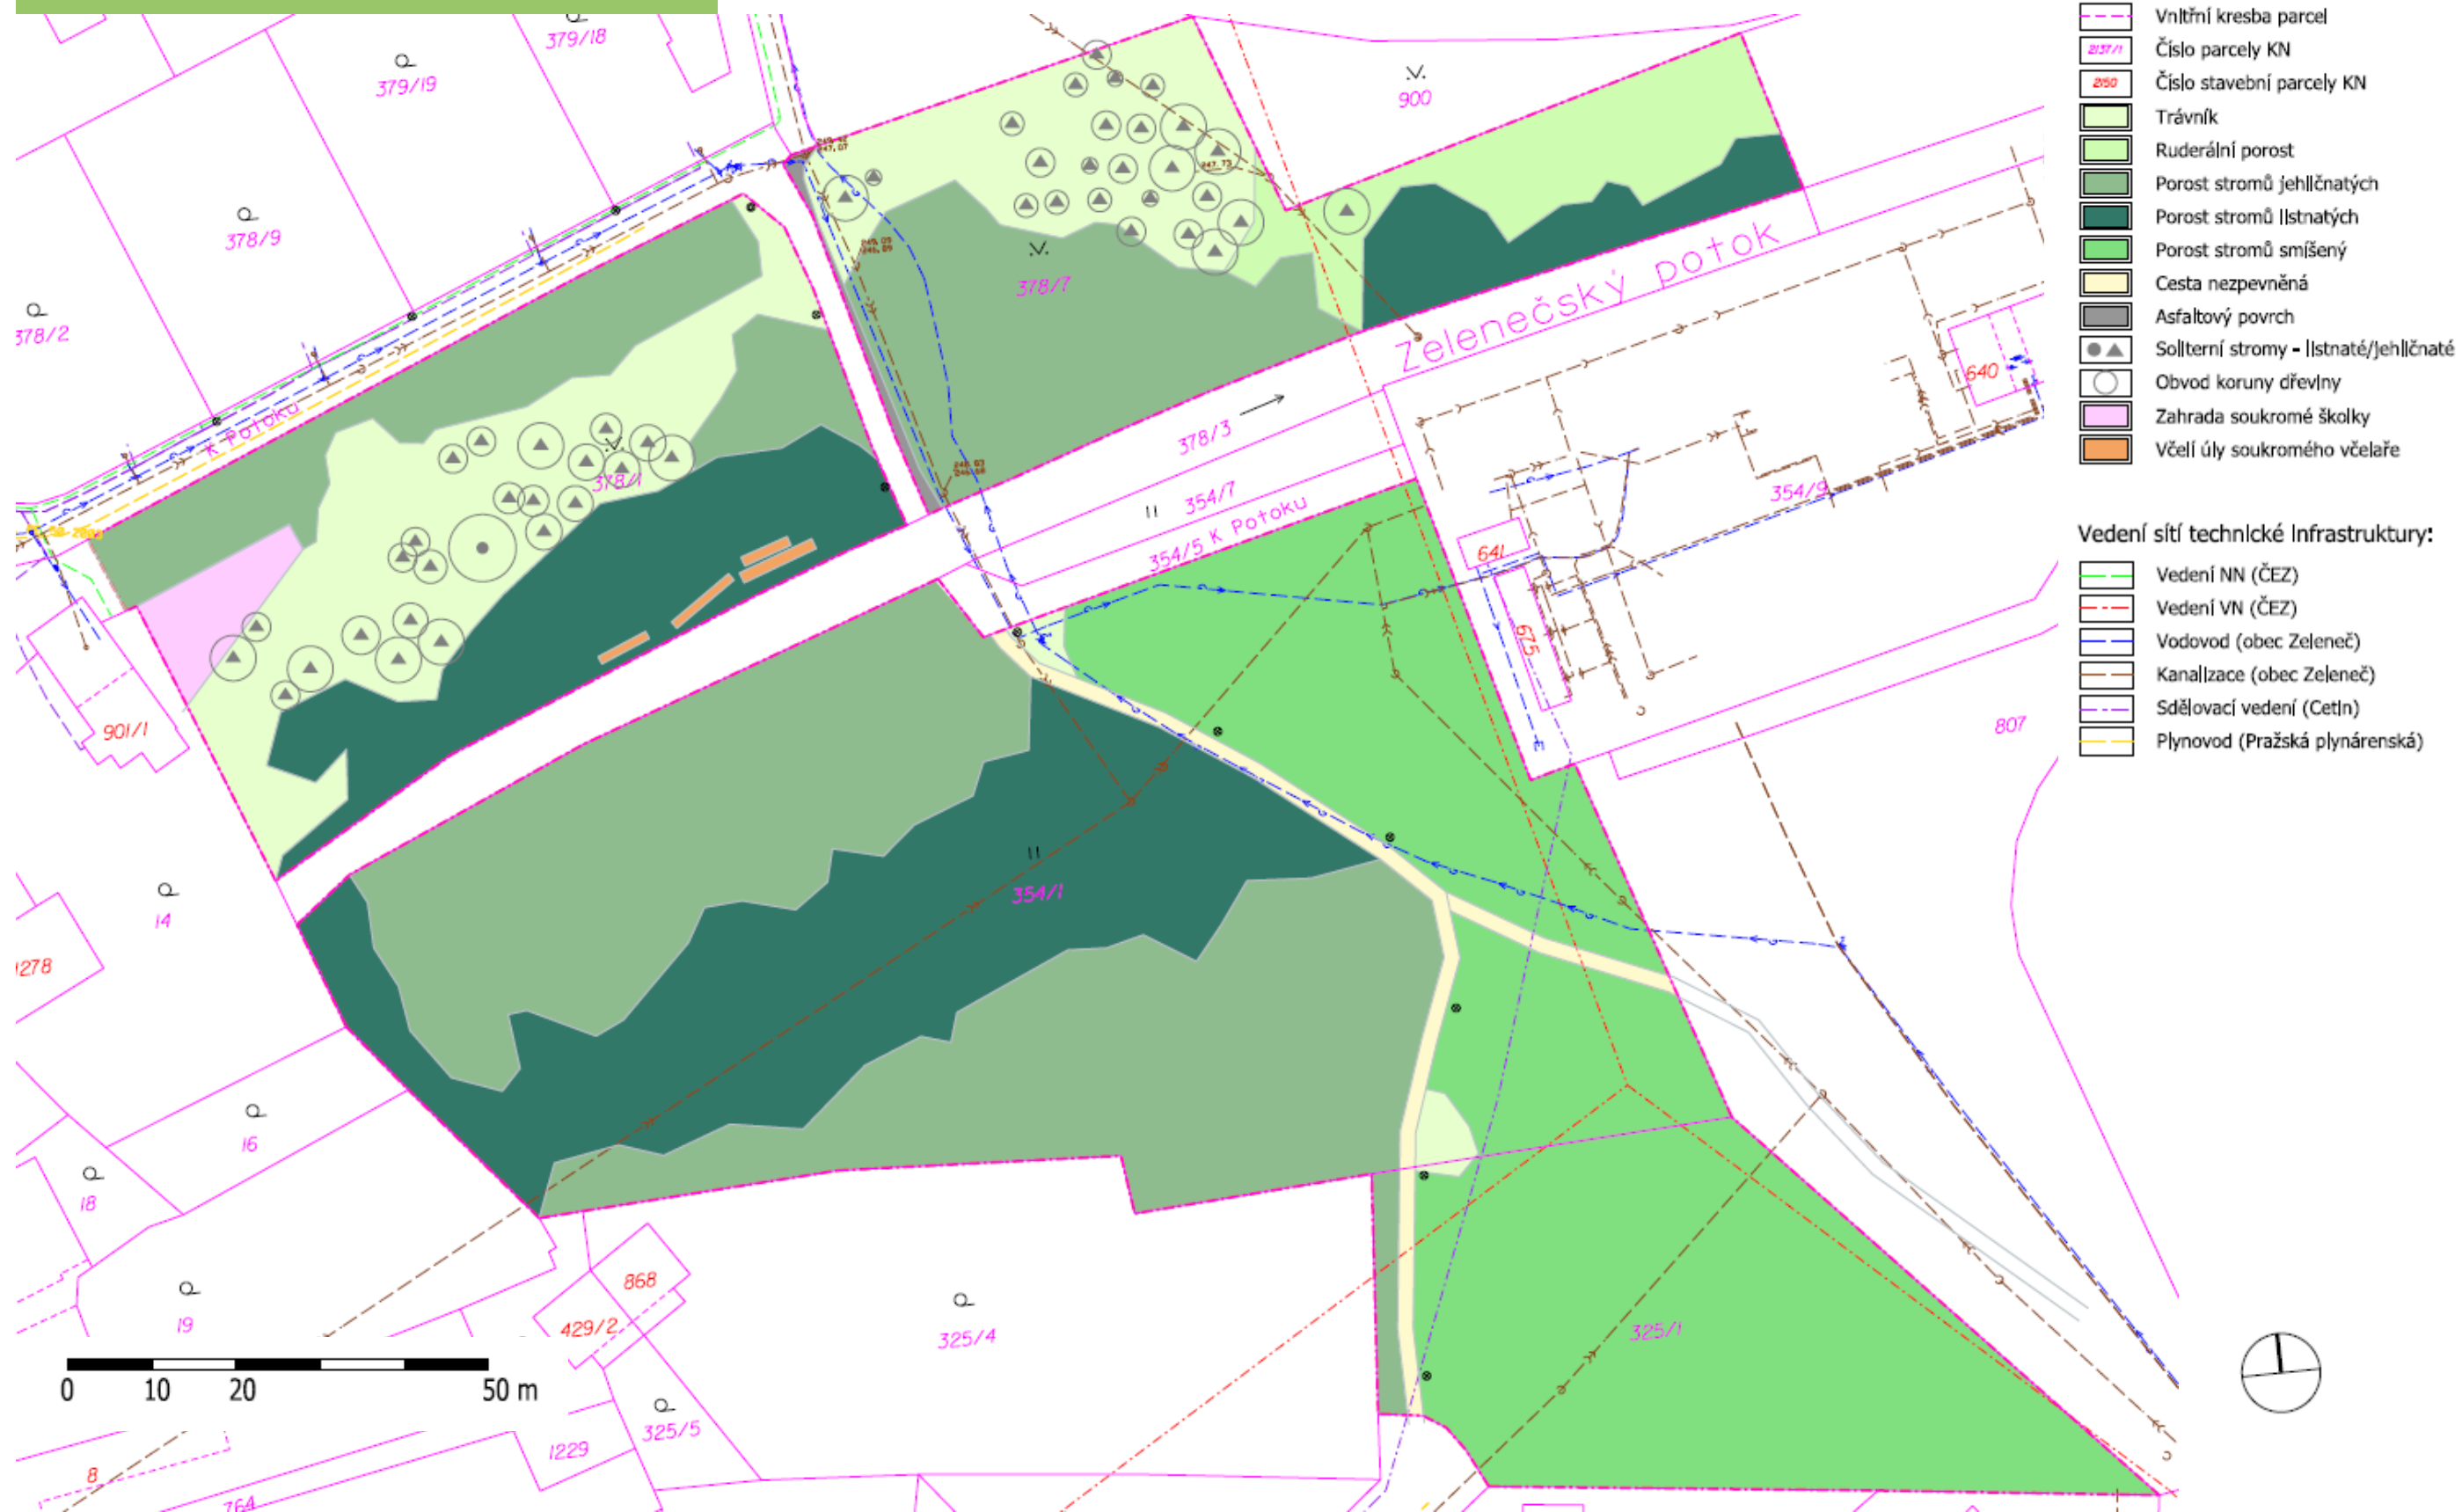 Vnitřní kresba parcel
2137/1 Číslo parcely KN
2150 Číslo stavební parcely KN
Trávník
Ruderální porost
Porost stromů jehličnatých
Porost stromů listnatých
Porost stromů smíšený
Cesta nezpevněná
Asfaltový povrch
Soliterní stromy - listnaté/jehličnaté
Obvod koruny dřeviny
Zahrada soukromé školky
Včelí úly soukromého včelaře
Vedení sítí technické infrastruktury:
Vedení NN (ČEZ)
Vedení VN (ČEZ)
Vodovod (obec Zeleneč)
Kanalizace (obec Zeleneč)
Sdělovací vedení (Cetin)
Plynovod (Pražská plynárenská)
379/18
379/19
378/9
378/2
900
378/7
Zelenečský potok
378/3
354/7
354/5 K Potoku
K Potoku
378/1
640
641
675
354/9
807
901/1
14
1278
354/1
16
18
19
868
429/2
325/4
325/1
325/5
1229
8
764
247,73
0 10 20 50 m